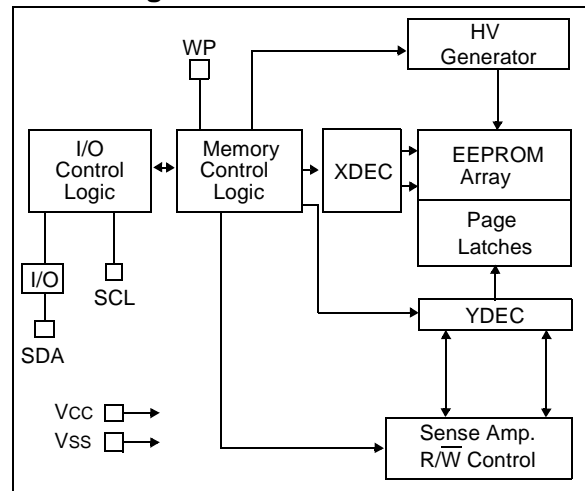 WP
HV
Generator
I/O
Control
Logic
Memory
Control
Logic
XDEC
EEPROM
Array
Page
Latches
I/O
SCL
SDA
YDEC
VCC
VSS
Sense Amp.
R/W̅ Control